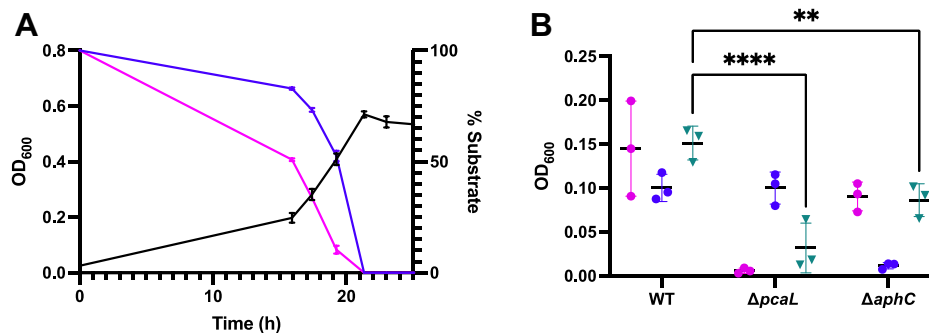 A
0.8
0.6
0.4
0.2
0.0
OD600
100
50
0
% Substrate
0
10
20
Time (h)
B
**
****
0.25
0.20
0.15
0.10
0.05
0.00
OD600
WT
ΔpcaL
ΔaphC